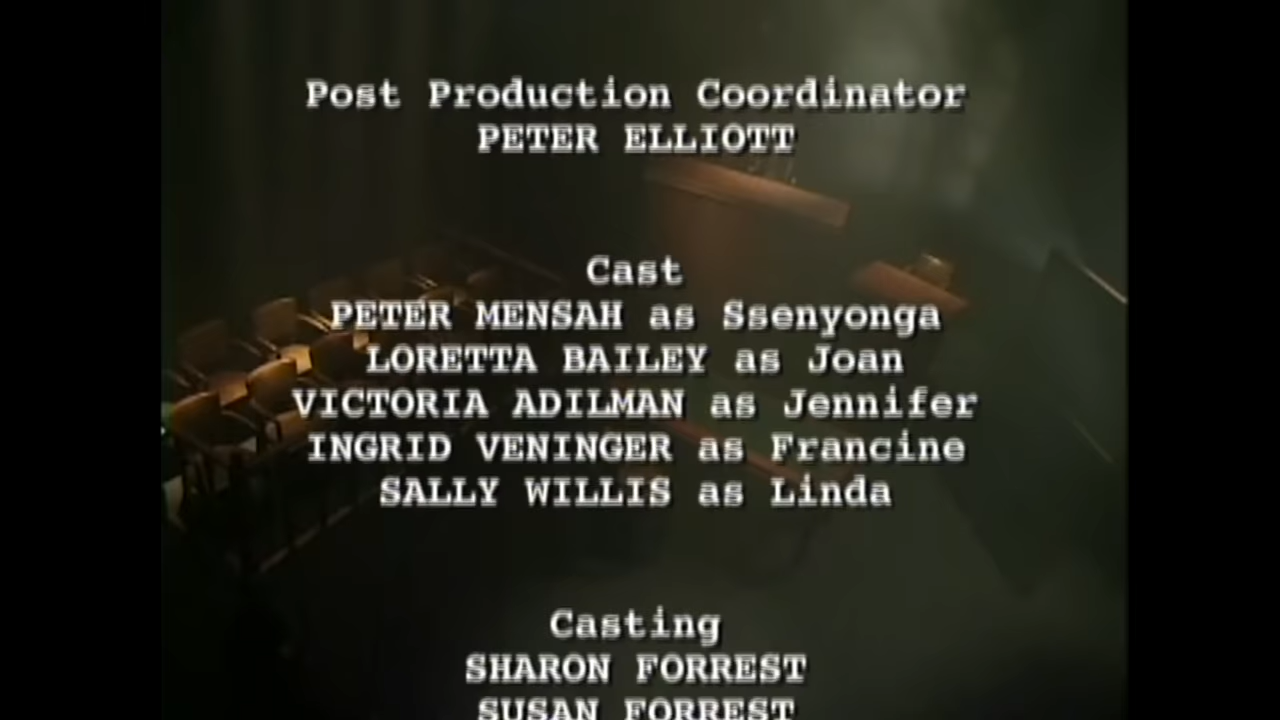 Post Production Coordinator
PETER ELLIOTT
Cast
PETER MENSAH as Ssenyonga
LORETTA BAILEY as Joan
VICTORIA ADILMAN as Jennifer
INGRID VENINGER as Francine
SALLY WILLIS as Linda
Casting
SHARON FORREST
SUSAN FORREST